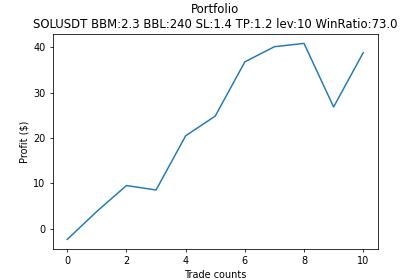 Portfolio
SOLUSDT BBM:2.3 BBL:240 SL:1.4 TP:1.2 lev:10 WinRatio:73.0
40
30
20
10
0
Profit ($)
0 2 4 6 8 10
Trade counts